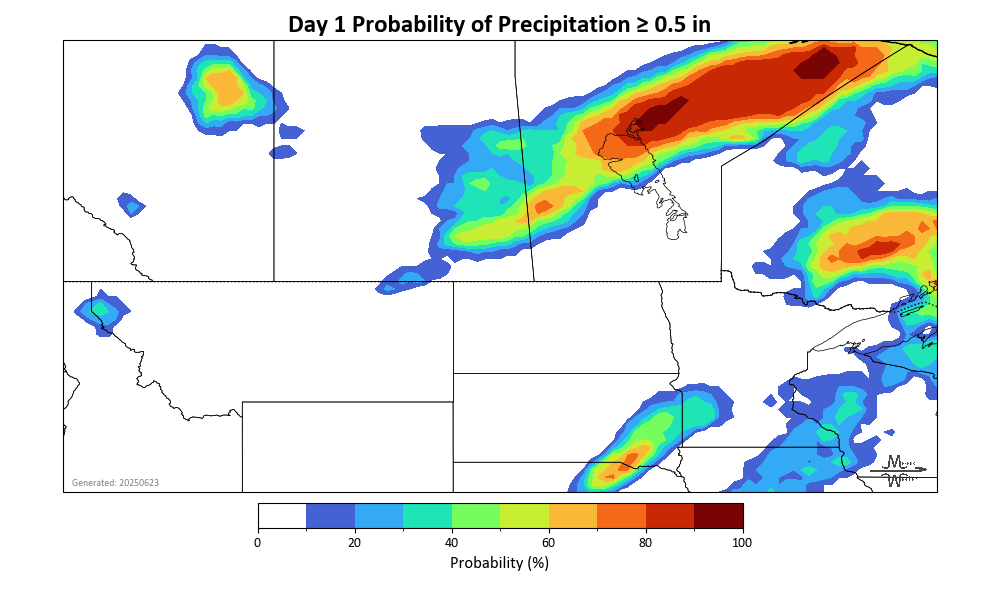 Day 1 Probability of Precipitation ≥ 0.5 in
Generated: 20250623
0 20 40 60 80 100
Probability (%)